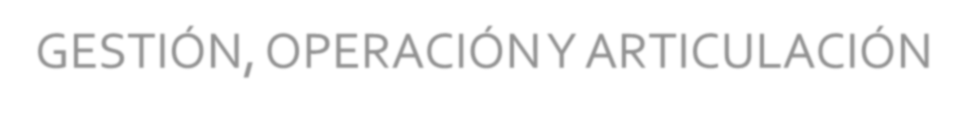 GESTIÓN, OPERACIÓN Y ARTICULACIÓN